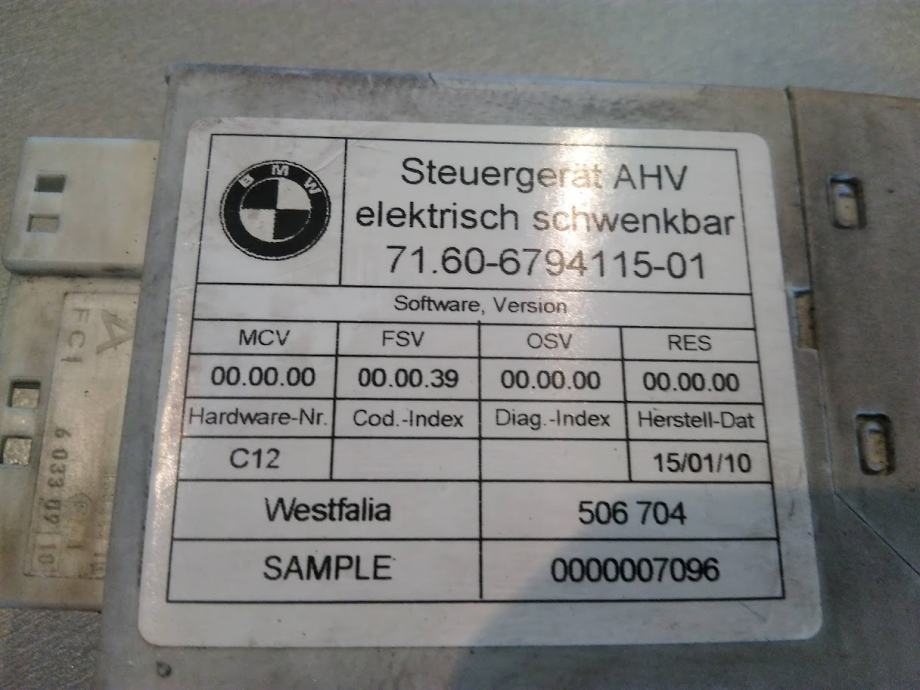 BMW
Steuergerät AHV
elektrisch schwenkbar
71.60-6794115-01
Software, Version
MCV FSV OSV RES
00.00.00 00.00.39 00.00.00 00.00.00
Hardware-Nr. Cod.-Index Diag.-Index Herstell-Dat
C12 15/01/10
Westfalia 506 704
SAMPLE 0000007096
FCI